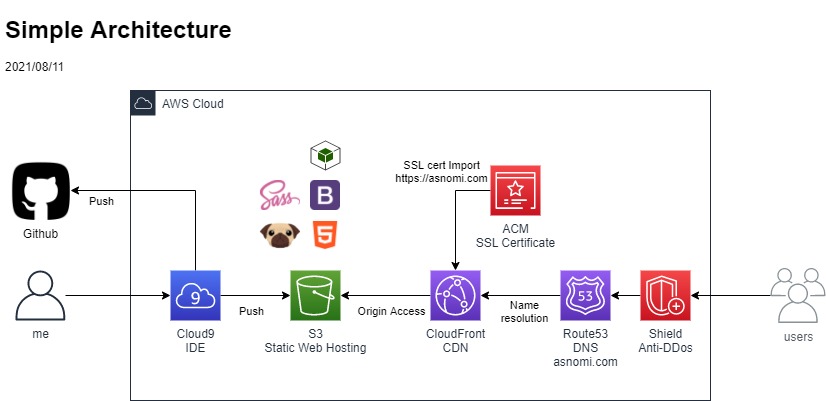 Simple Architecture
2021/08/11
AWS Cloud
SSL cert Import
https://asnomi.com
Sass
B
5
Push
Github
ACM
SSL Certificate
9
53
me
Push
Origin Access
Name
resolution
Cloud9
IDE
S3
Static Web Hosting
CloudFront
CDN
Route53
DNS
asnomi.com
Shield
Anti-DDos
users